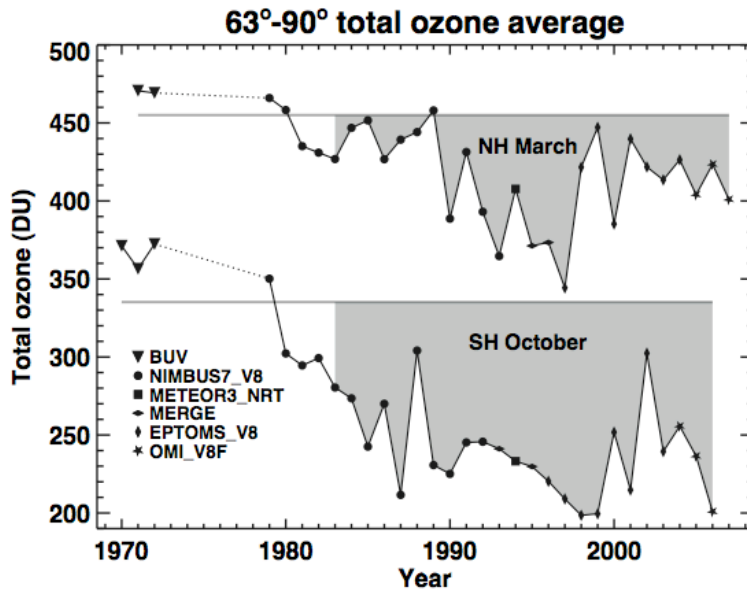 63°-90° total ozone average
500
450
400
350
300
250
200
Total ozone (DU)
NH March
SH October
BUV
NIMBUS7_V8
METEOR3_NRT
MERGE
EPTOMS_V8
OMI_V8F
1970
1980
1990
2000
Year